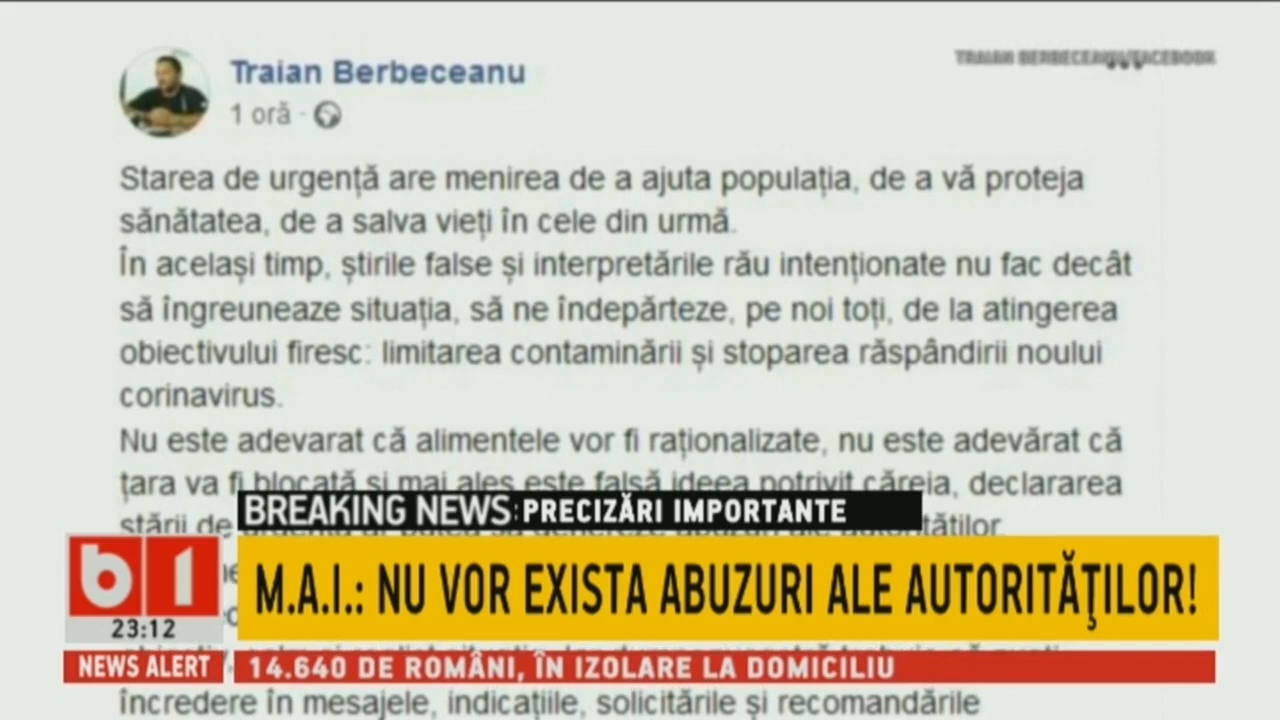 Traian Berbeceanu
TRAIAN BERBECEANU/FACEBOOK
1 oră ·
Starea de urgență are menirea de a ajuta populația, de a vă proteja
sănătatea, de a salva vieți în cele din urmă.
În același timp, știrile false și interpretările rău intenționate nu fac decât
să îngreuneaze situația, să ne îndepărteze, pe noi toți, de la atingerea
obiectivului firesc: limitarea contaminării și stoparea răspândirii noului
corinavirus.
Nu este adevarat că alimentele vor fi raționalizate, nu este adevărat că
țara va fi blocată și mai ales este falsă ideea potrivit căreia, declararea
stării de
BREAKING NEWS: PRECIZĂRI IMPORTANTE
M.A.I.: NU VOR EXISTA ABUZURI ALE AUTORITĂŢILOR!
b1
23:12
NEWS ALERT 14.640 DE ROMÂNI, ÎN IZOLARE LA DOMICILIU
încredere în mesajele, indicațiile, solicitările și recomandările